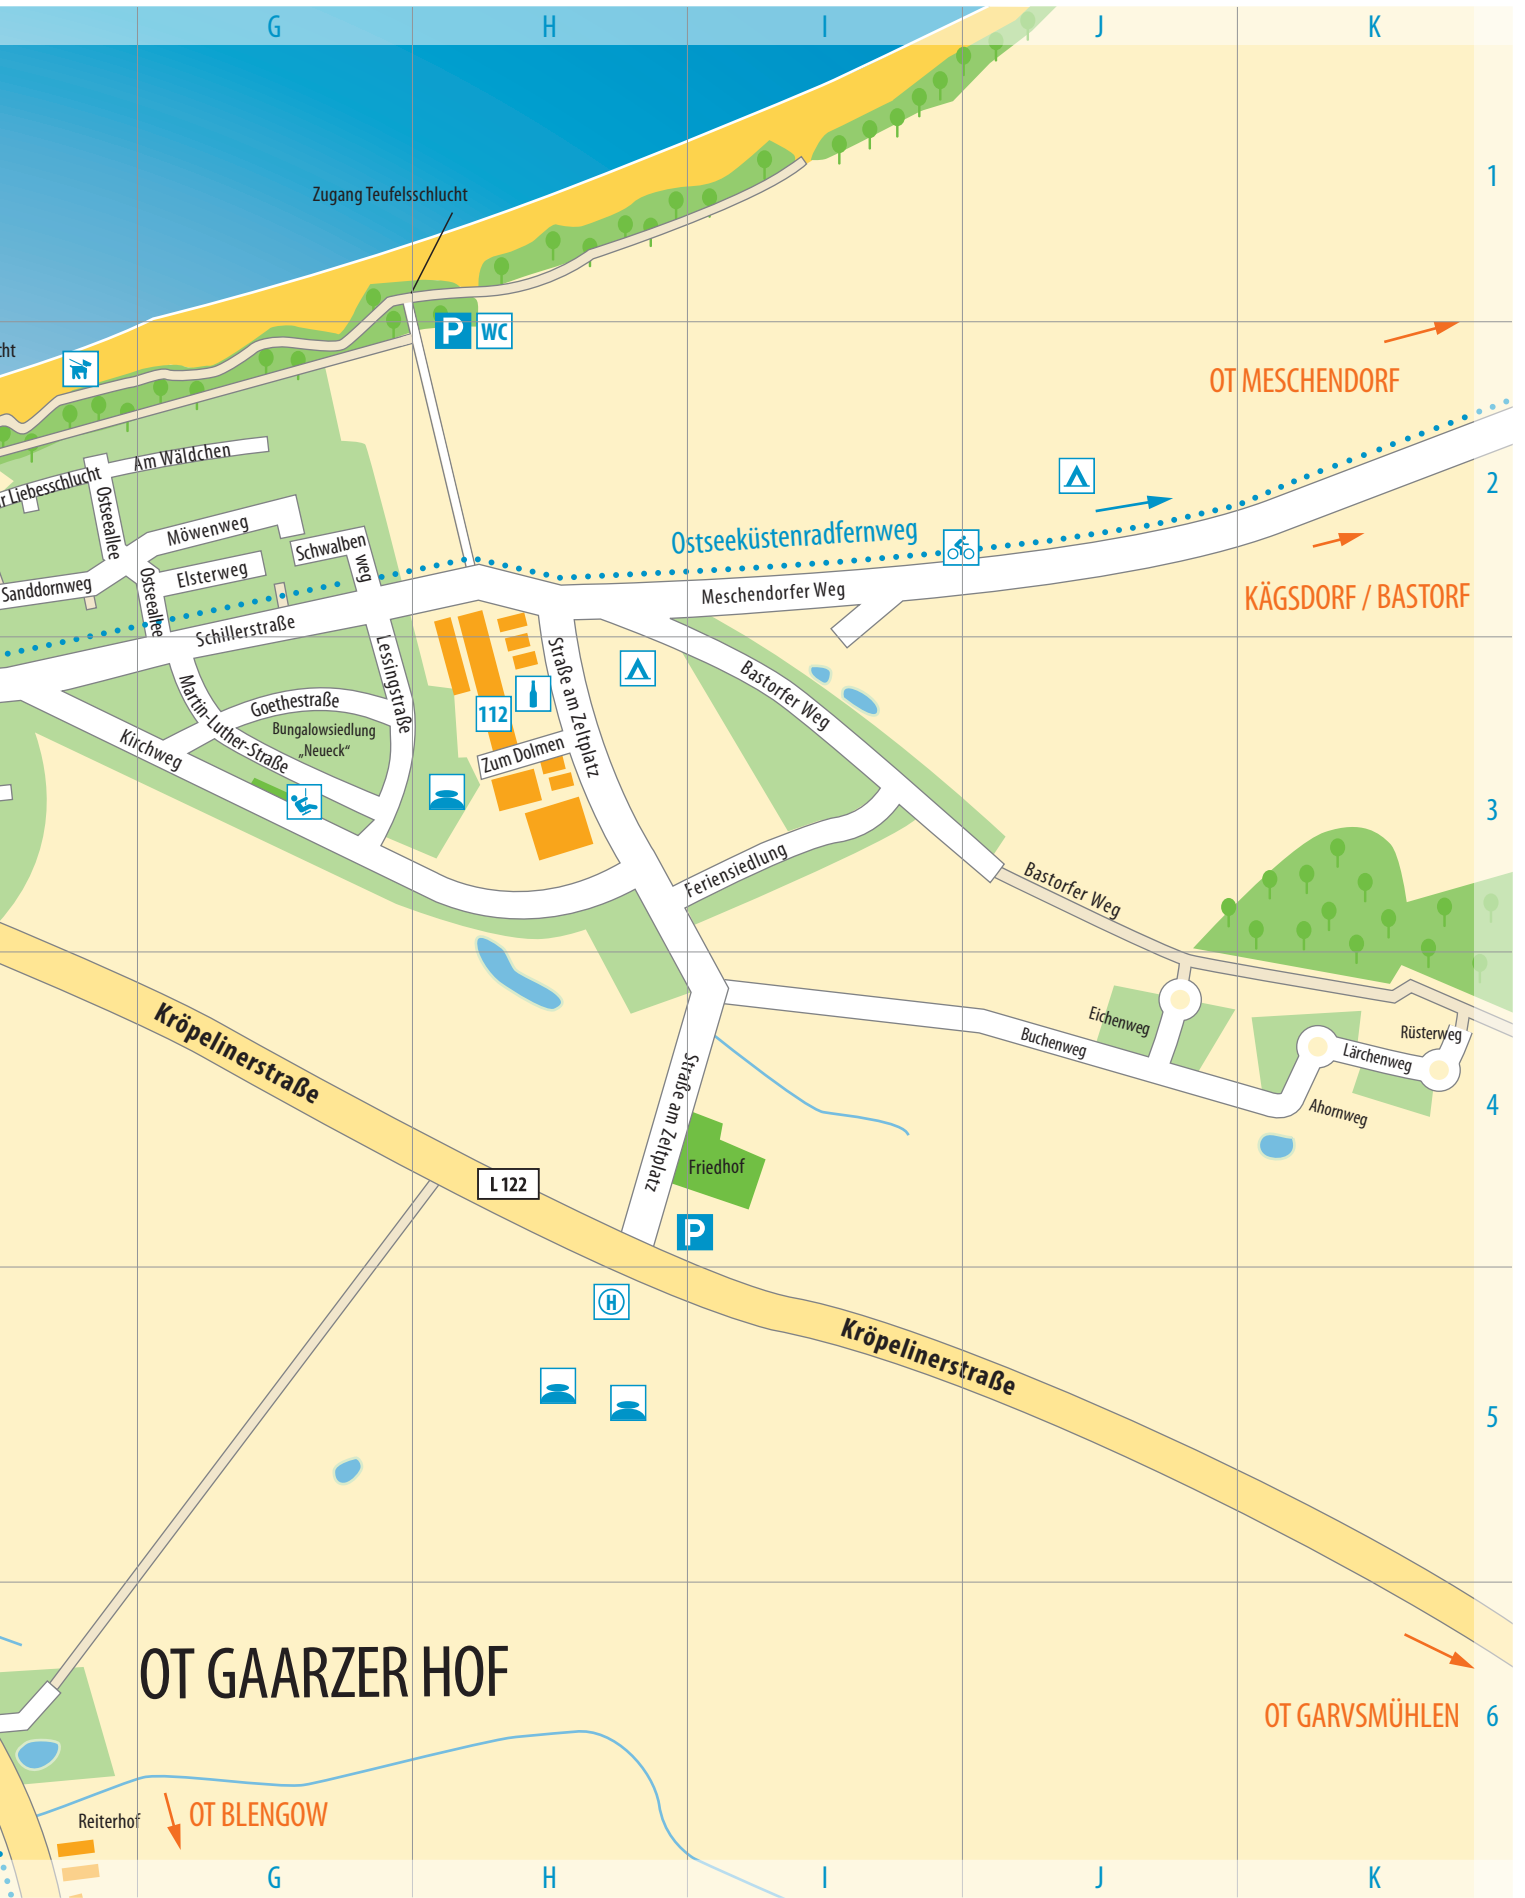 G
H
I
J
K
1
Zugang Teufelsschlucht
P
WC
cht
OT MESCHENDORF
2
Am Wäldchen
r Liebesschlucht
Ostseeallee
Möwenweg
Schwalben
weg
Elsterweg
Sanddornweg
Ostseeallee
Ostseeküstenradfernweg
Meschendorfer Weg
KÄGSDORF / BASTORF
Schillerstraße
Lessingstraße
Straße am Zeltplatz
Bastorfer Weg
Martin-Luther-Straße
Goethestraße
Bungalowsiedlung
„Neueck“
112
Kirchweg
Zum Dolmen
3
Feriensiedlung
Bastorfer Weg
Kröpelinerstraße
Eichenweg
Buchenweg
Rüsterweg
Lärchenweg
Ahornweg
4
Straße am Zeltplatz
Friedhof
L 122
P
H
Kröpelinerstraße
5
OT GAARZER HOF
OT GARVSMÜHLEN
6
Reiterhof
OT BLENGOW
G
H
I
J
K